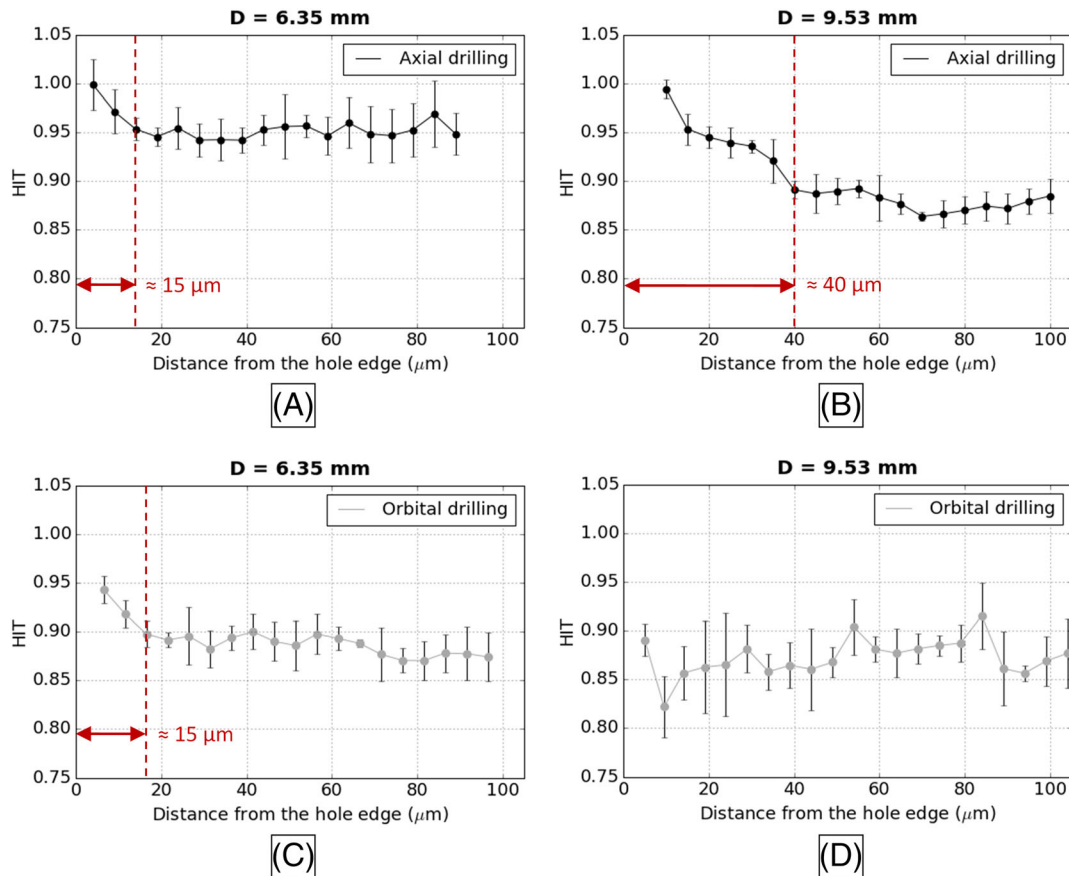 D = 6.35 mm
1.05
1.00
0.95
0.90
0.85
0.80
0.75
HIT
Axial drilling
≈ 15 μm
0 20 40 60 80 100
Distance from the hole edge (μm)
(A)
D = 9.53 mm
1.05
1.00
0.95
0.90
0.85
0.80
0.75
HIT
Axial drilling
≈ 40 μm
0 20 40 60 80 100
Distance from the hole edge (μm)
(B)
D = 6.35 mm
1.05
1.00
0.95
0.90
0.85
0.80
0.75
HIT
Orbital drilling
≈ 15 μm
0 20 40 60 80 100
Distance from the hole edge (μm)
(C)
D = 9.53 mm
1.05
1.00
0.95
0.90
0.85
0.80
0.75
HIT
Orbital drilling
0 20 40 60 80 100
Distance from the hole edge (μm)
(D)